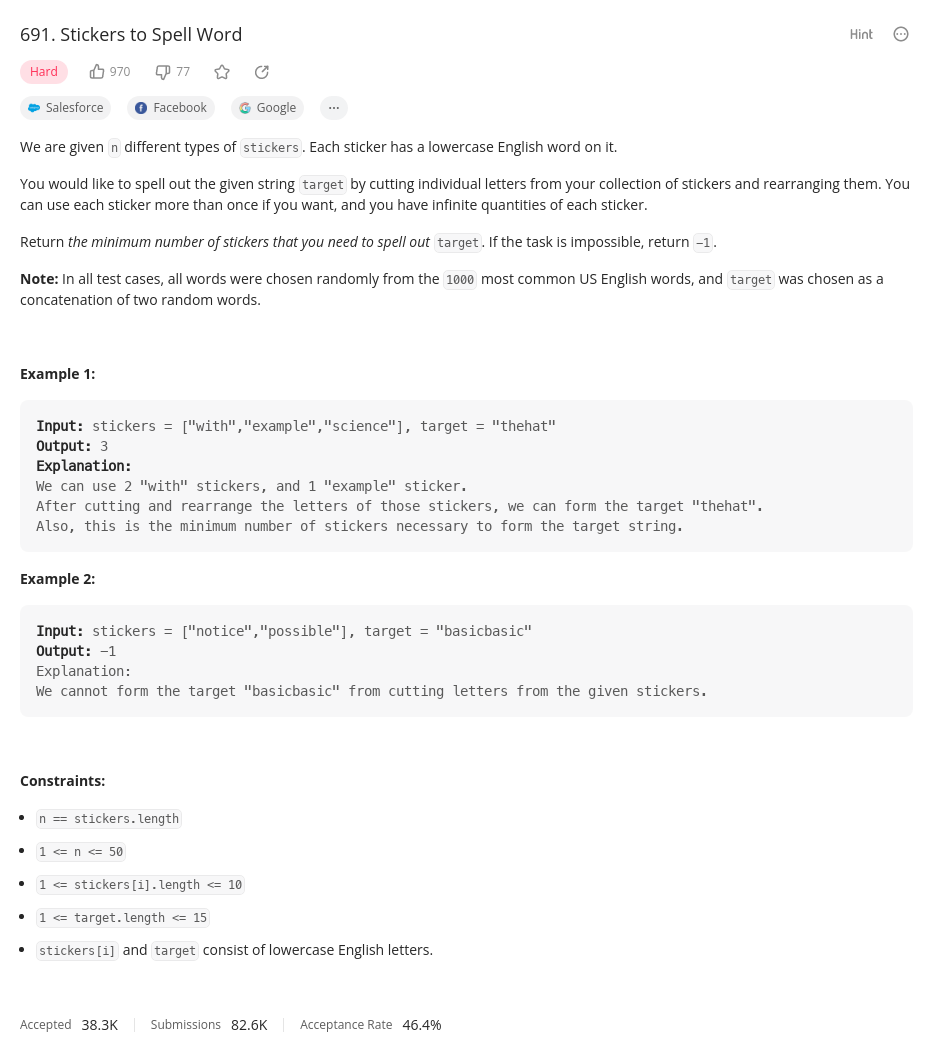 691. Stickers to Spell Word
Hint
Hard 970 77
Salesforce Facebook Google ...
We are given n different types of stickers. Each sticker has a lowercase English word on it.
You would like to spell out the given string target by cutting individual letters from your collection of stickers and rearranging them. You
can use each sticker more than once if you want, and you have infinite quantities of each sticker.
Return the minimum number of stickers that you need to spell out target. If the task is impossible, return -1.
Note: In all test cases, all words were chosen randomly from the 1000 most common US English words, and target was chosen as a
concatenation of two random words.
Example 1:
Input: stickers = ["with","example","science"], target = "thehat"
Output: 3
Explanation:
We can use 2 "with" stickers, and 1 "example" sticker.
After cutting and rearrange the letters of those stickers, we can form the target "thehat".
Also, this is the minimum number of stickers necessary to form the target string.
Example 2:
Input: stickers = ["notice","possible"], target = "basicbasic"
Output: -1
Explanation:
We cannot form the target "basicbasic" from cutting letters from the given stickers.
Constraints:
• n == stickers.length
• 1 <= n <= 50
• 1 <= stickers[i].length <= 10
• 1 <= target.length <= 15
• stickers[i] and target consist of lowercase English letters.
Accepted 38.3K Submissions 82.6K Acceptance Rate 46.4%